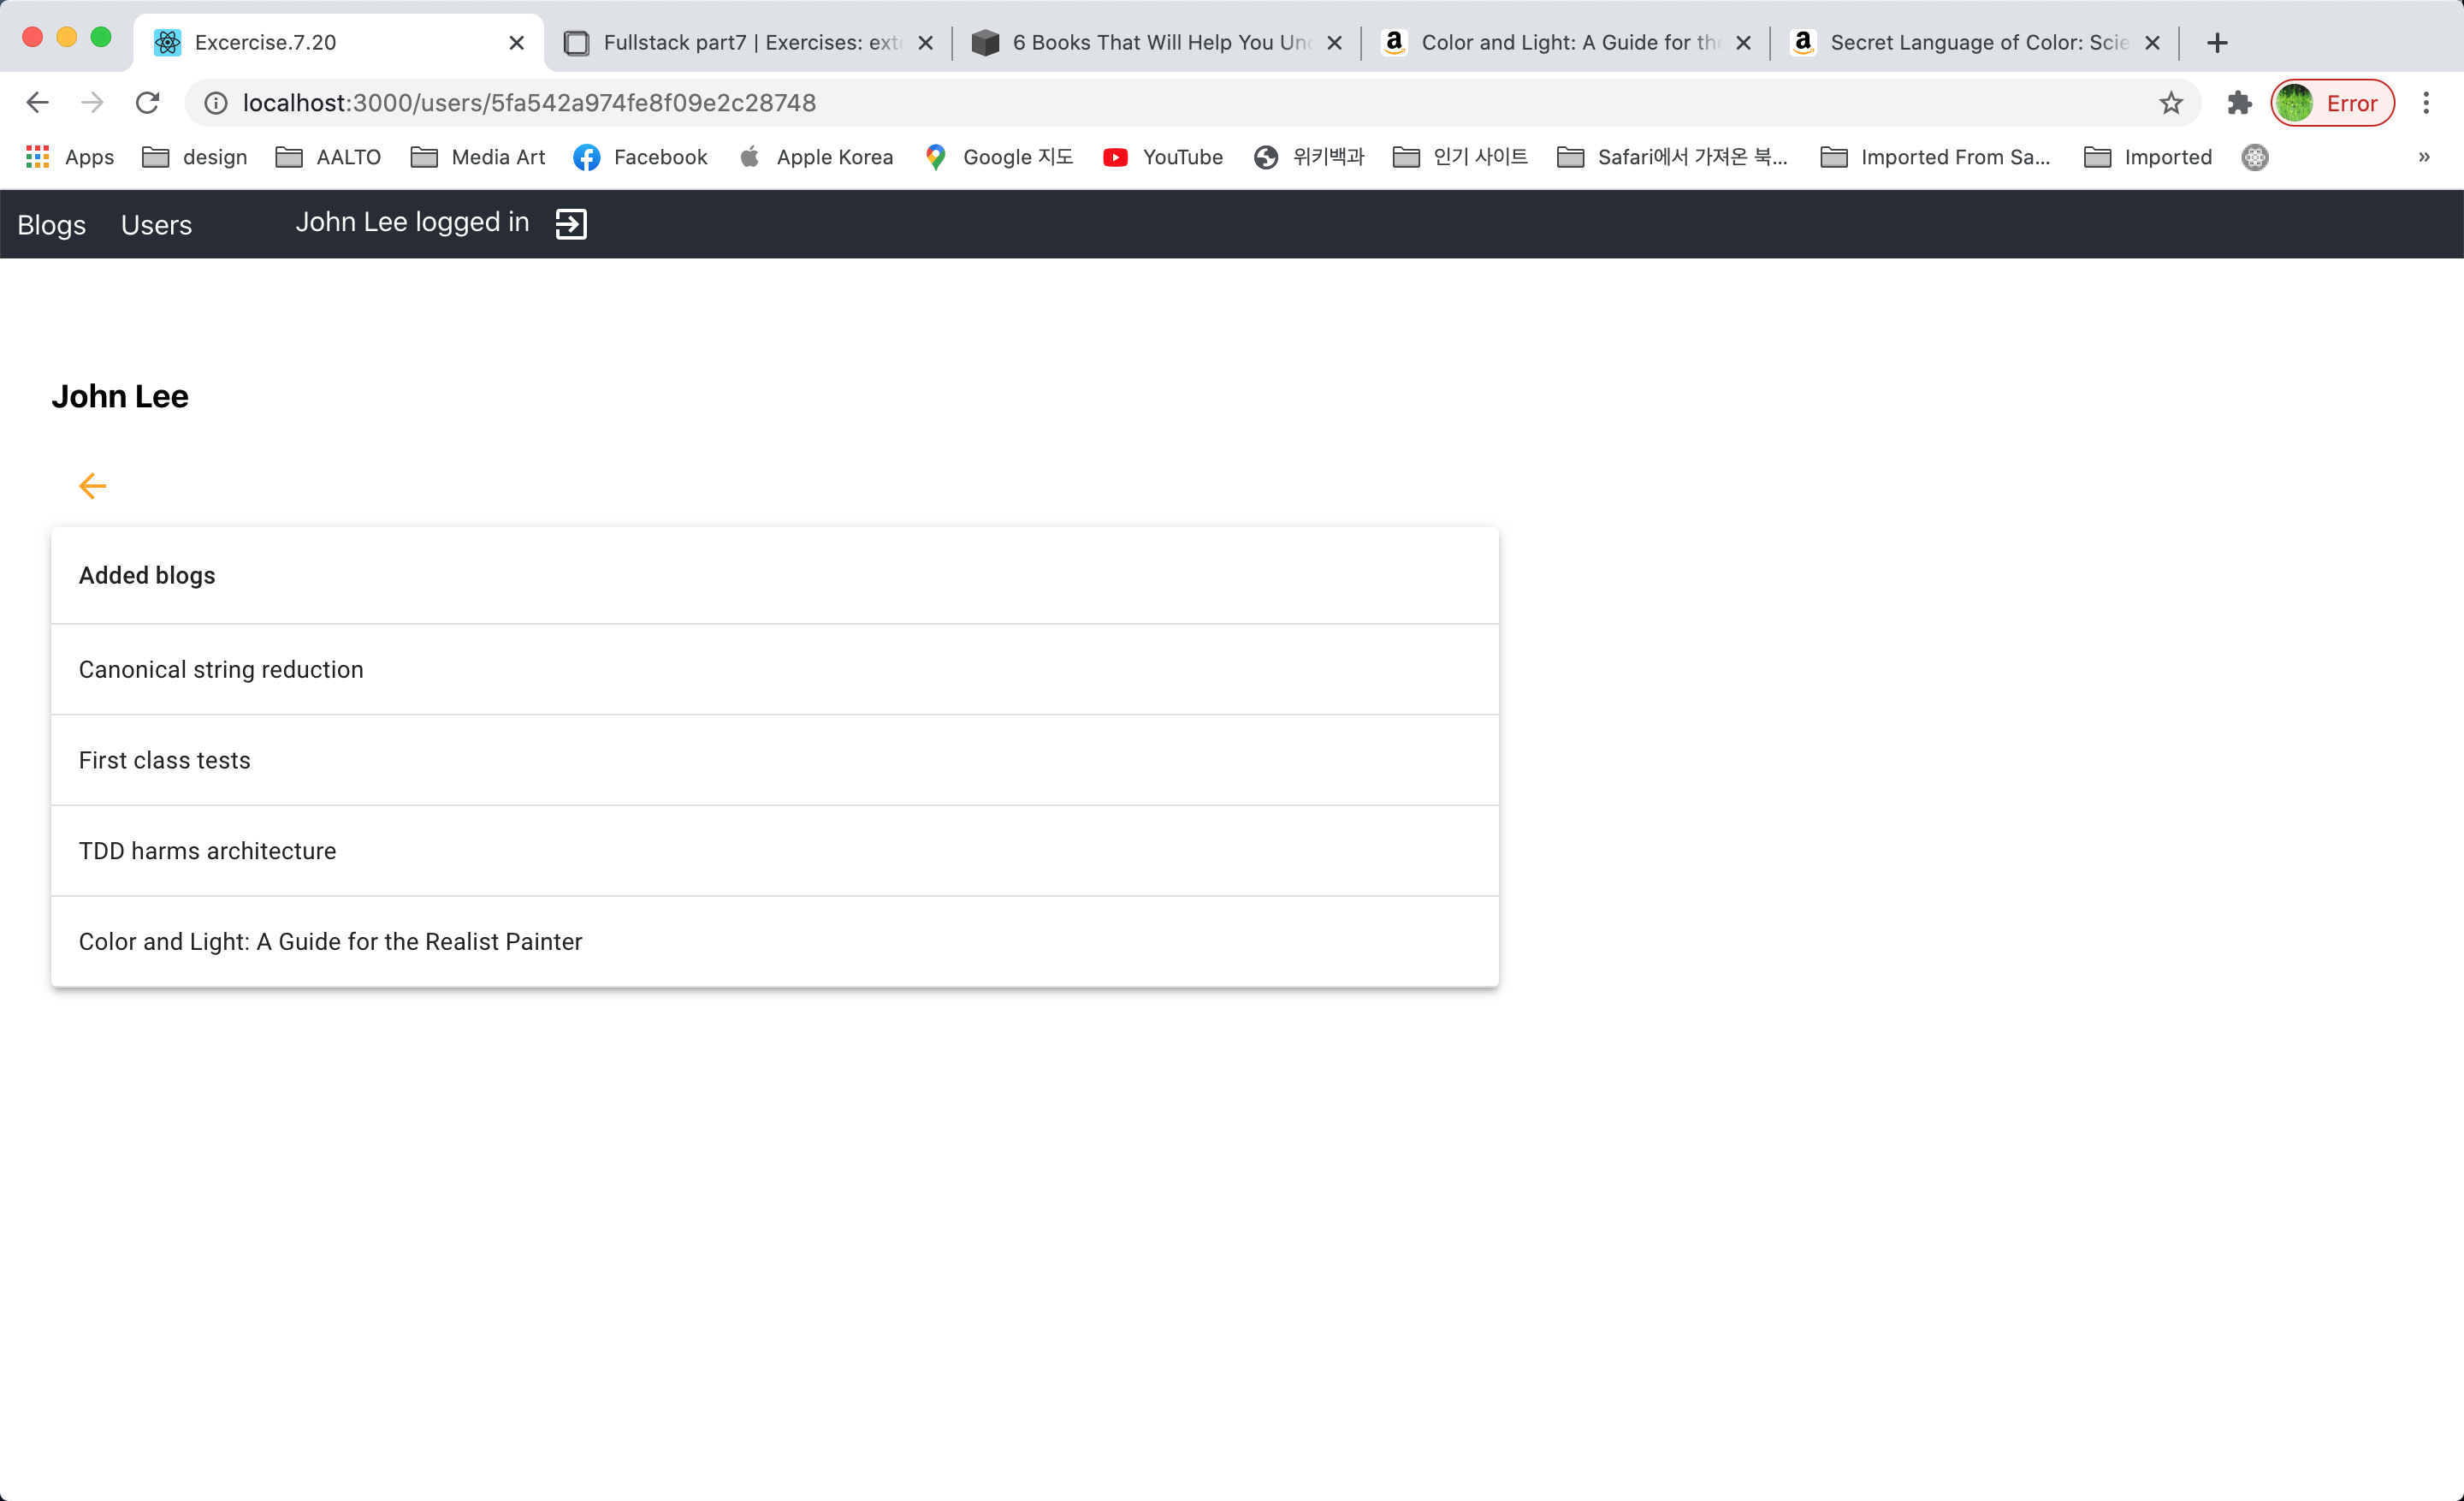 Excercise.7.20
Fullstack part7 | Exercises: exte
6 Books That Will Help You Und
Color and Light: A Guide for the
Secret Language of Color: Scie
localhost:3000/users/5fa542a974fe8f09e2c28748
Error
Apps
design
AALTO
Media Art
Facebook
Apple Korea
Google 지도
YouTube
위키백과
인기 사이트
Safari에서 가져온 북...
Imported From Sa...
Imported
»
Blogs
Users
John Lee logged in
John Lee
Added blogs
Canonical string reduction
First class tests
TDD harms architecture
Color and Light: A Guide for the Realist Painter